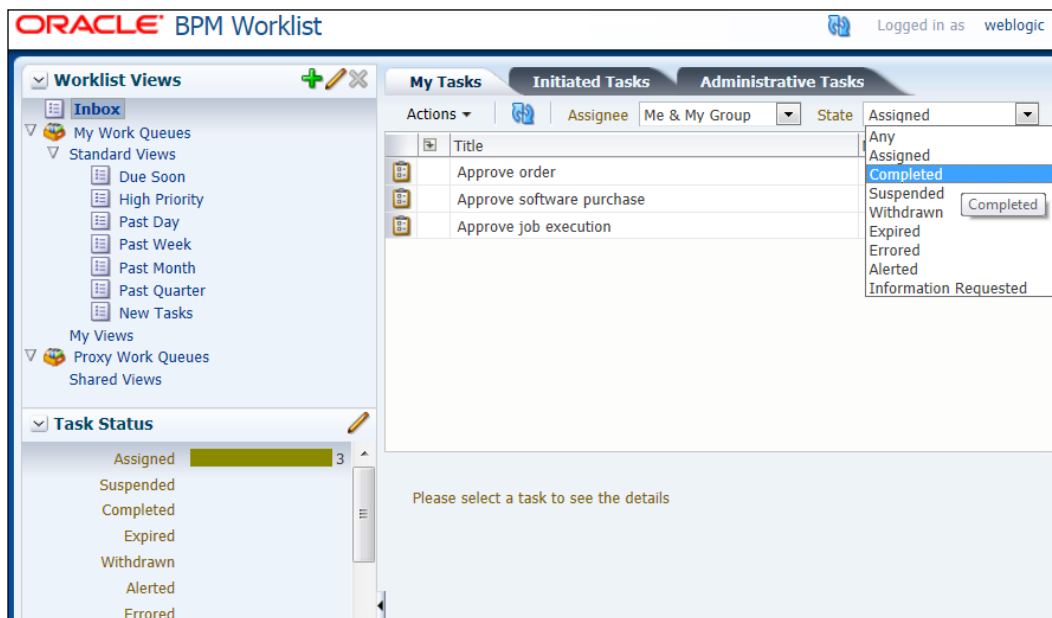 ORACLE BPM Worklist
Logged in as weblogic
Worklist Views
Inbox
My Work Queues
Standard Views
Due Soon
High Priority
Past Day
Past Week
Past Month
Past Quarter
New Tasks
My Views
Proxy Work Queues
Shared Views
Task Status
Assigned 3
Suspended
Completed
Expired
Withdrawn
Alerted
Errored
My Tasks Initiated Tasks Administrative Tasks
Actions Assignee Me & My Group State Assigned
Title
Approve order
Approve software purchase
Approve job execution
Any
Assigned
Completed
Suspended
Withdrawn
Completed
Expired
Errored
Alerted
Information Requested
Please select a task to see the details